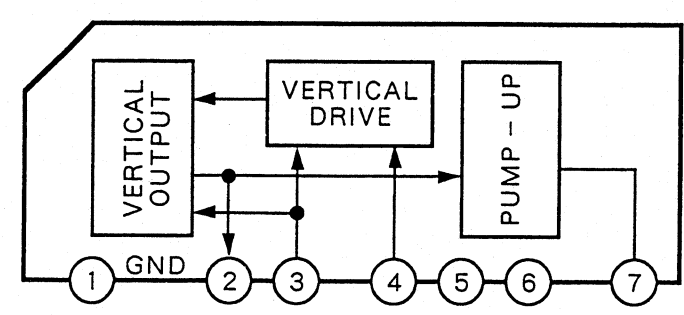 VERTICAL
OUTPUT
VERTICAL
DRIVE
PUMP – UP
1 GND 2 3 4 5 6 7